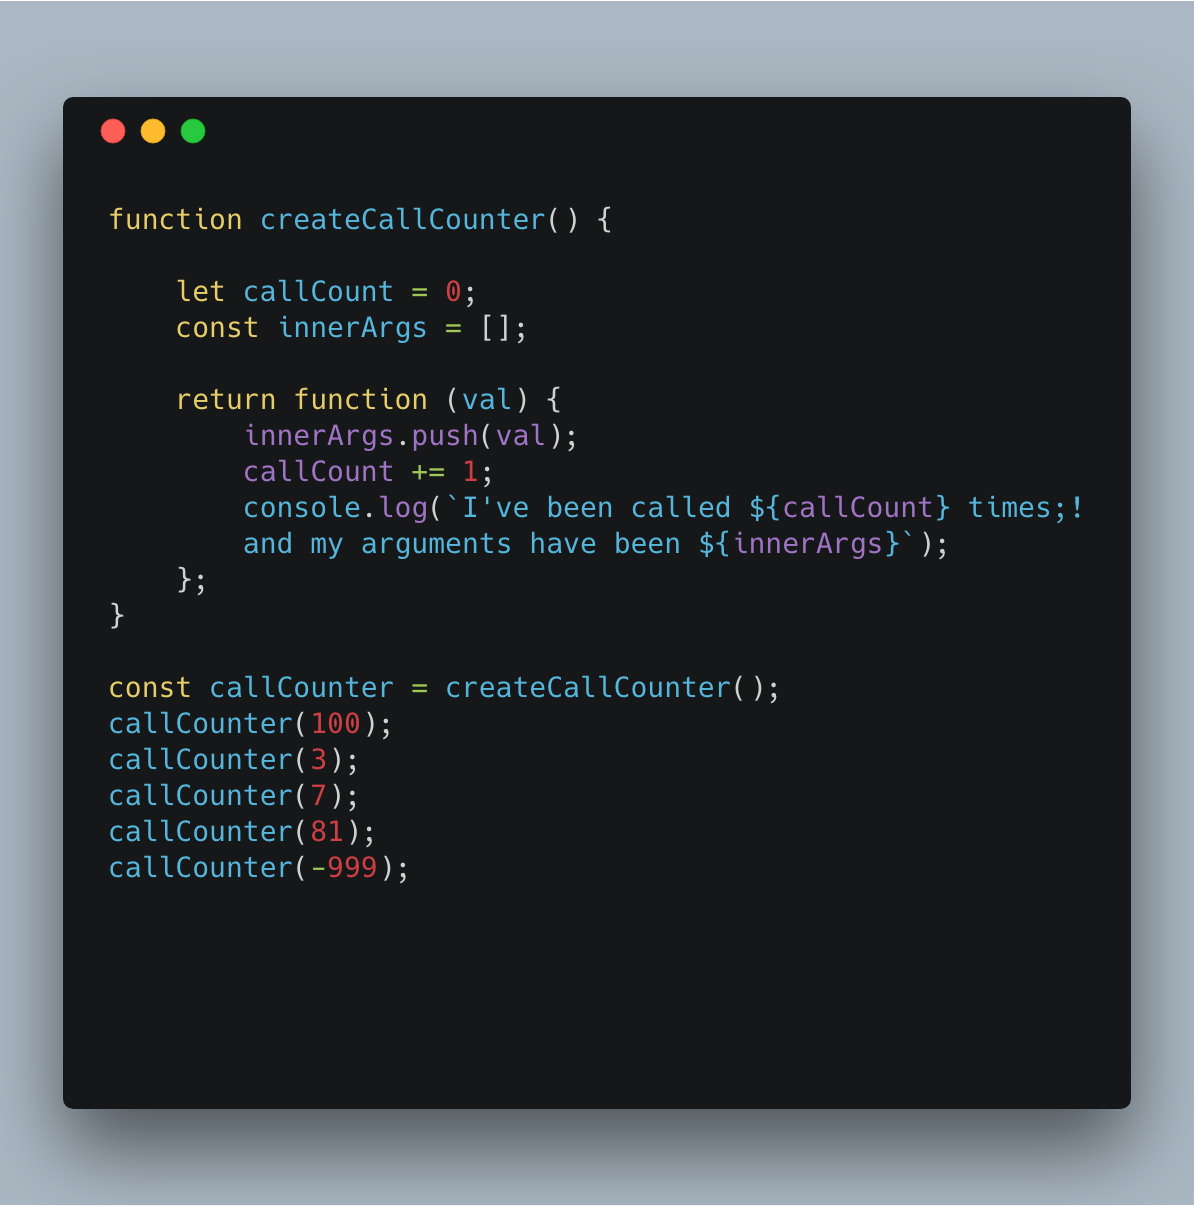 function createCallCounter() {
    let callCount = 0;
    const innerArgs = [];
    return function (val) {
        innerArgs.push(val);
        callCount += 1;
        console.log(`I've been called ${callCount} times;!
        and my arguments have been ${innerArgs}`);
    };
}
const callCounter = createCallCounter();
callCounter(100);
callCounter(3);
callCounter(7);
callCounter(81);
callCounter(-999);